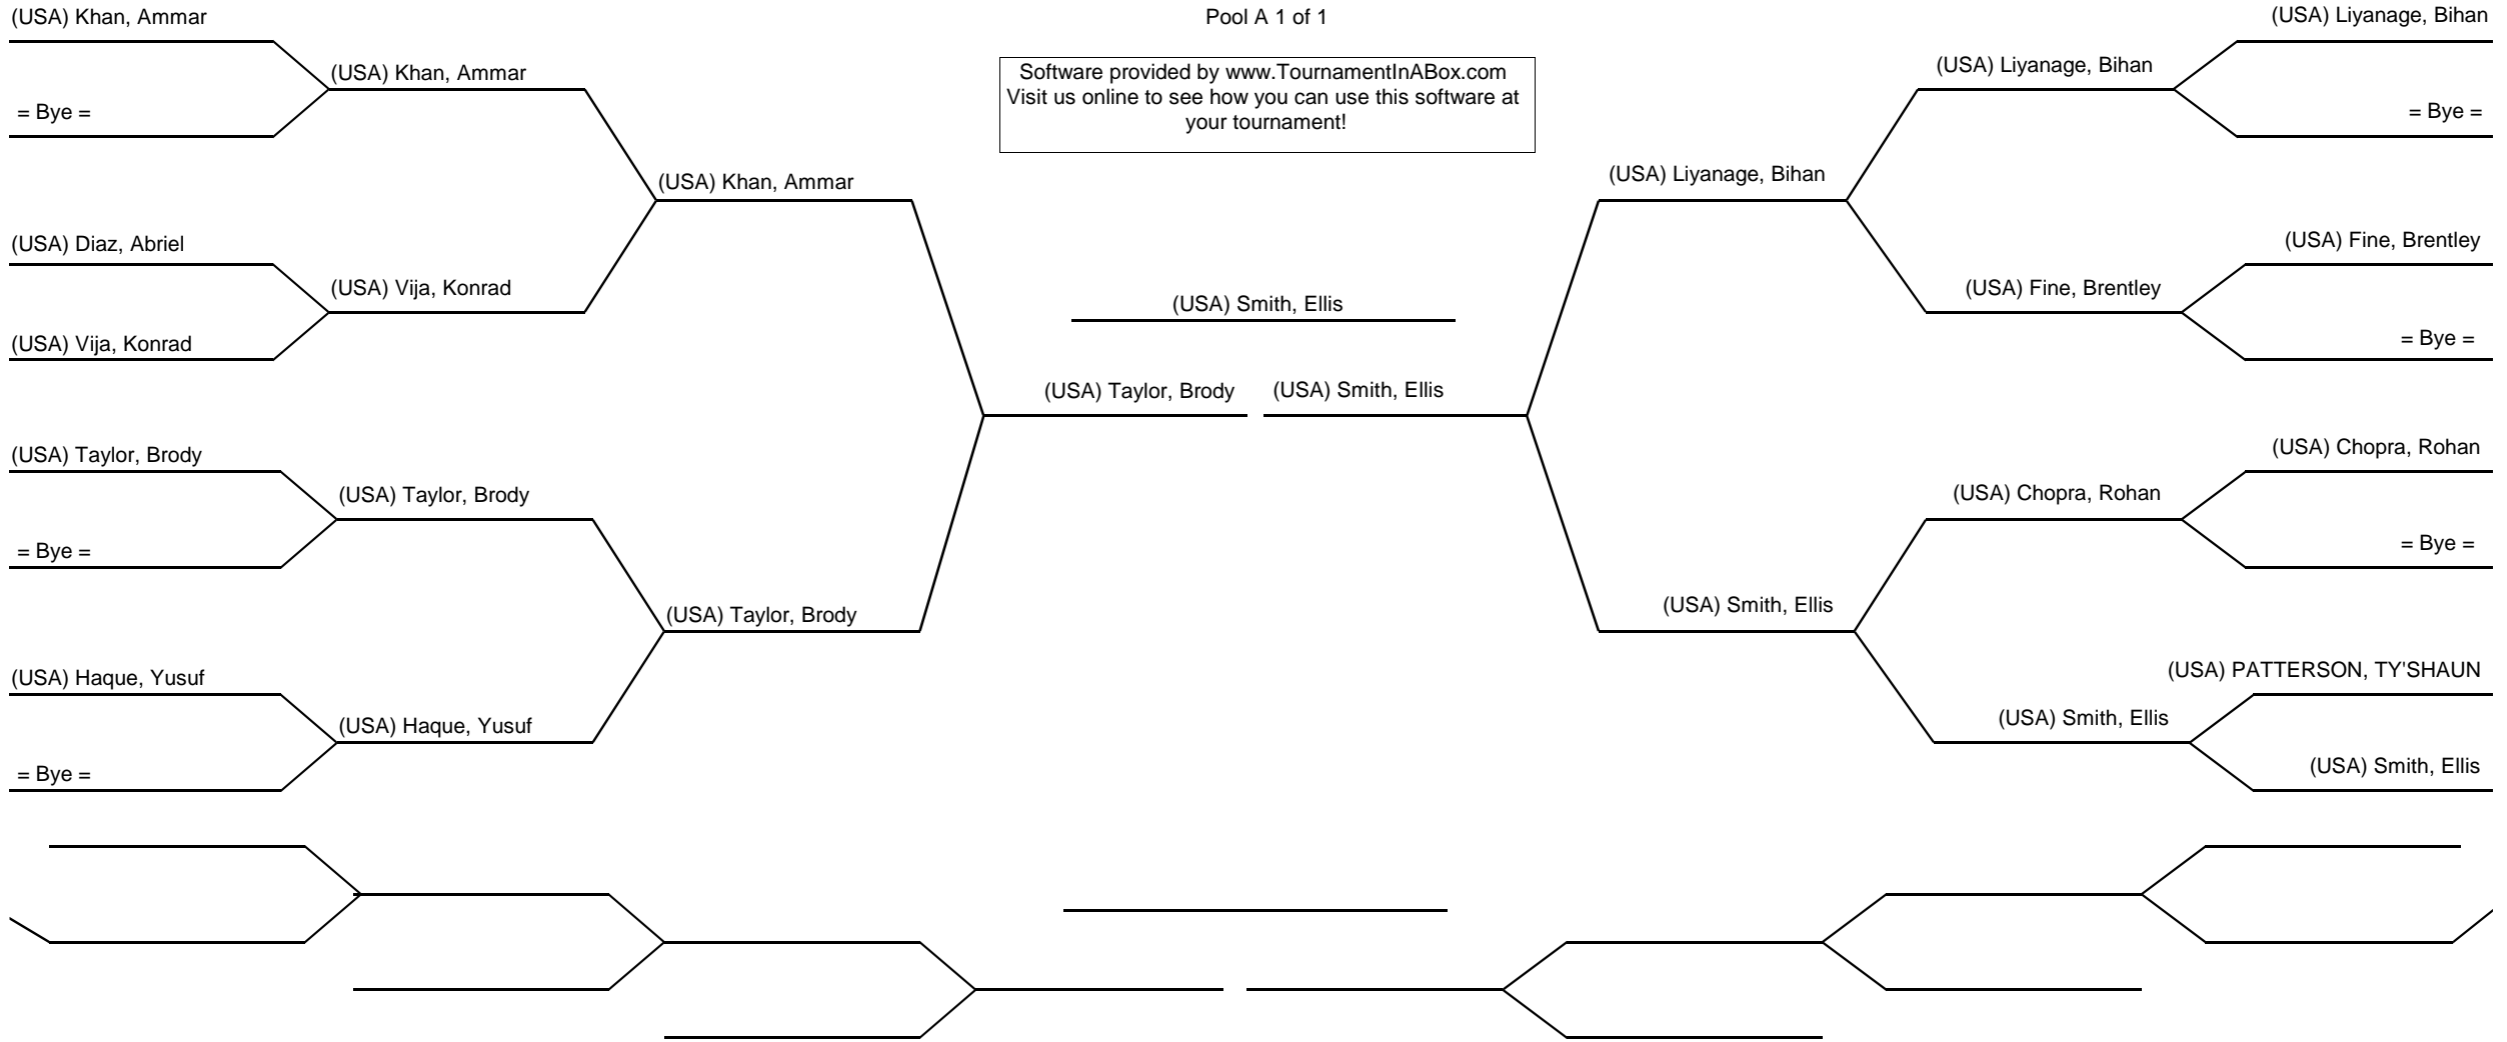 (USA) Khan, Ammar
Pool A 1 of 1
(USA) Liyanage, Bihan
(USA) Khan, Ammar
Software provided by www.TournamentInABox.com
Visit us online to see how you can use this software at
your tournament!
(USA) Liyanage, Bihan
= Bye =
= Bye =
(USA) Khan, Ammar
(USA) Liyanage, Bihan
(USA) Diaz, Abriel
(USA) Fine, Brentley
(USA) Vija, Konrad
(USA) Fine, Brentley
(USA) Smith, Ellis
(USA) Vija, Konrad
= Bye =
(USA) Taylor, Brody
(USA) Smith, Ellis
(USA) Taylor, Brody
(USA) Chopra, Rohan
(USA) Taylor, Brody
(USA) Chopra, Rohan
= Bye =
= Bye =
(USA) Taylor, Brody
(USA) Smith, Ellis
(USA) Haque, Yusuf
(USA) PATTERSON, TY'SHAUN
(USA) Haque, Yusuf
(USA) Smith, Ellis
= Bye =
(USA) Smith, Ellis